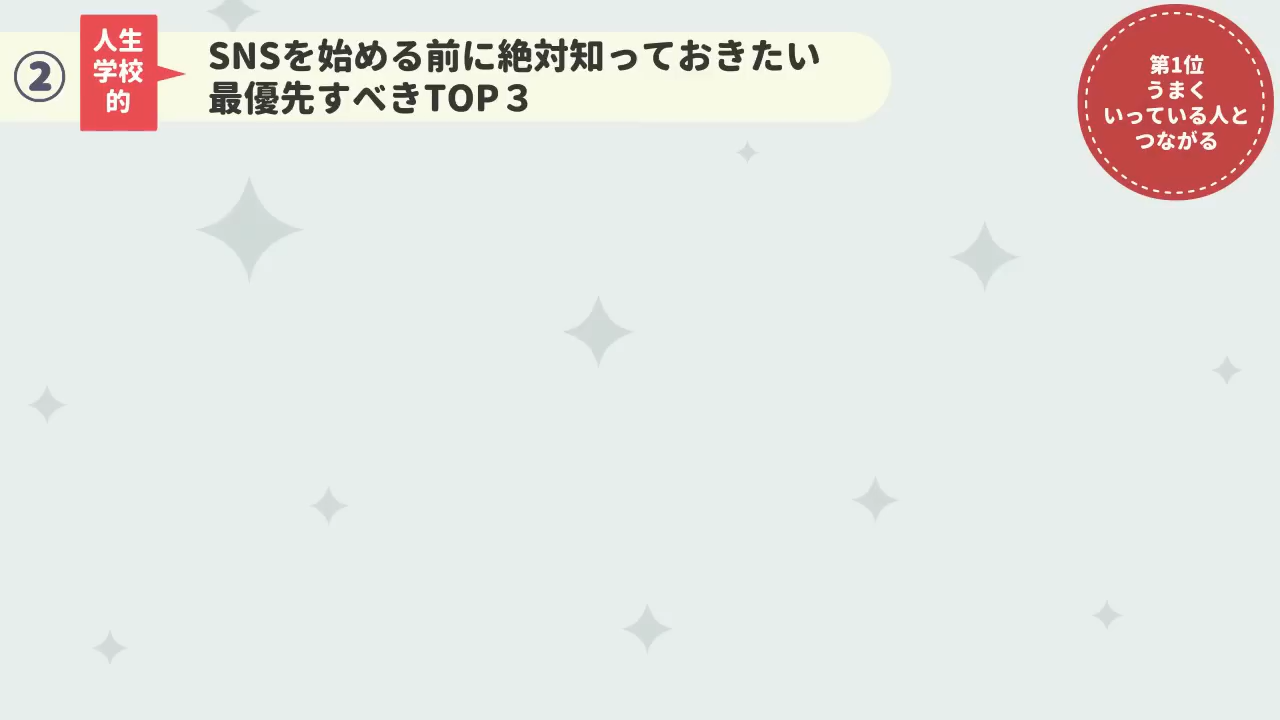 ②
人生
学校
的
SNSを始める前に絶対知っておきたい
最優先すべきTOP３
第1位
うまく
いっている人と
つながる